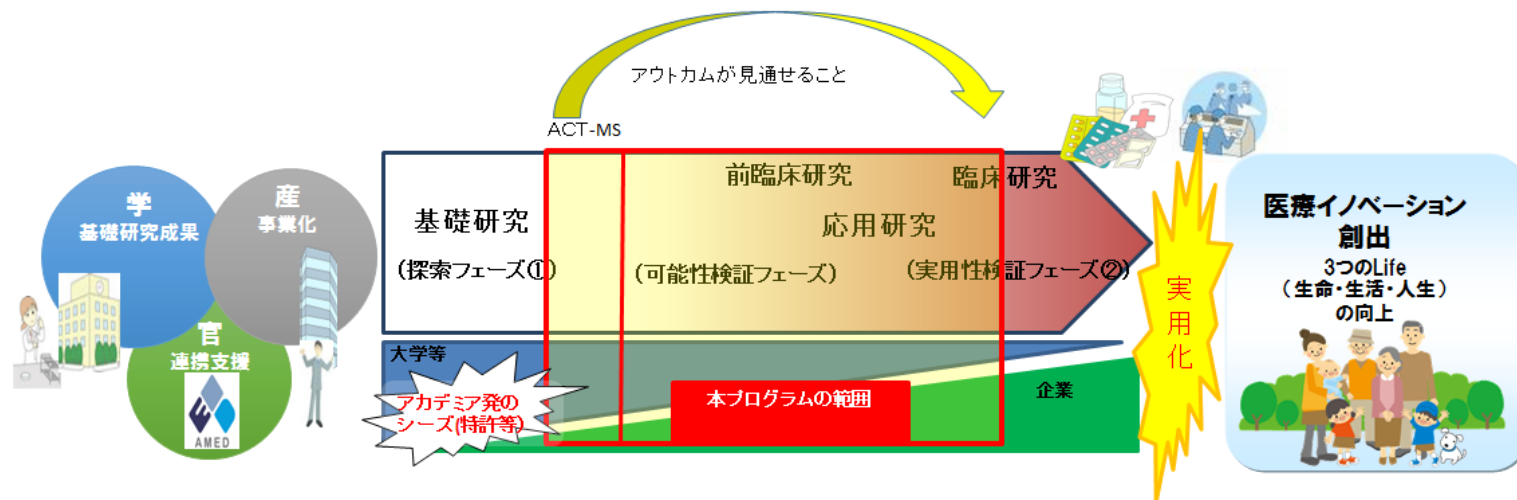 アウトカムが見通せること
ACT-MS
学
基礎研究成果
産
事業化
官
連携支援
AMED
基礎研究
(探索フェーズ①)
前臨床研究
臨床研究
応用研究
(可能性検証フェーズ)
(実用性検証フェーズ②)
大学等
アカデミア発の
シーズ(特許等)
本プログラムの範囲
企業
実用化
医療イノベーション
創出
3つのLife
(生命・生活・人生)
の向上